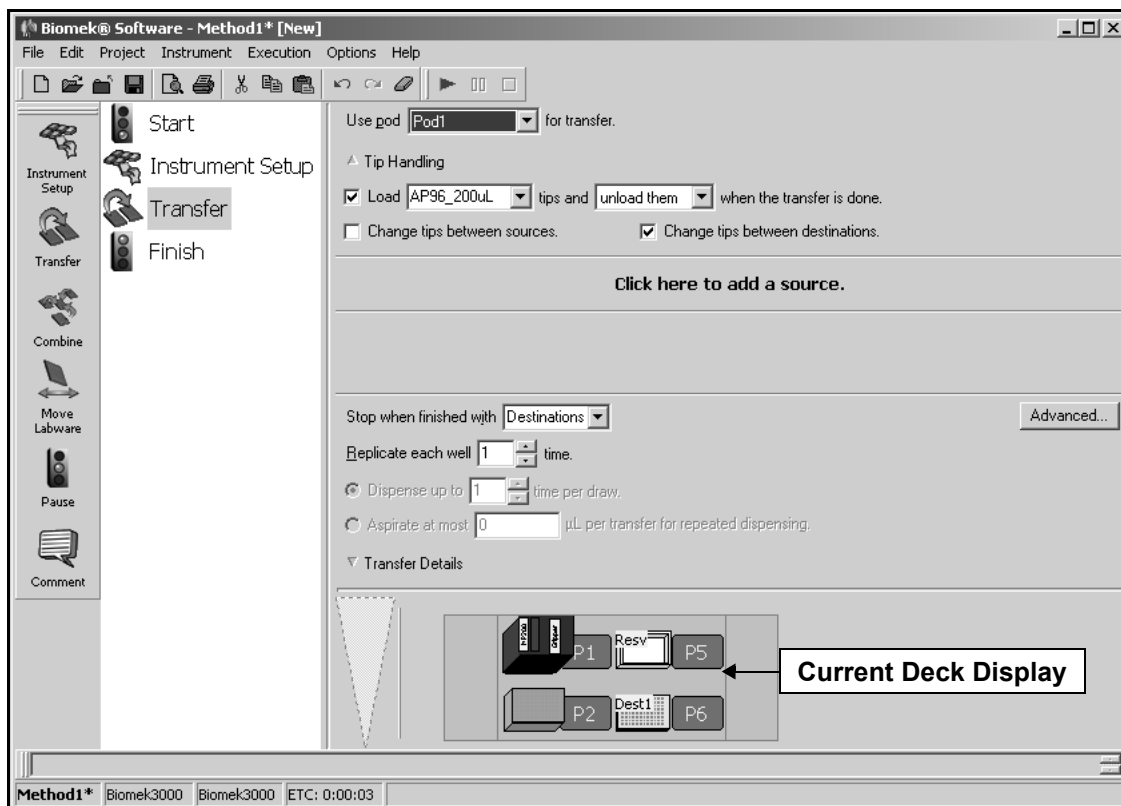 Biomek® Software - Method1* [New]
File Edit Project Instrument Execution Options Help
Instrument
Setup
Transfer
Combine
Move
Labware
Pause
Comment
Start
Instrument Setup
Transfer
Finish
Use pod Pod1 for transfer.
Tip Handling
Load AP96_200uL tips and unload them when the transfer is done.
Change tips between sources. Change tips between destinations.
Click here to add a source.
Stop when finished with Destinations Advanced...
Replicate each well 1 time.
Dispense up to 1 time per draw.
Aspirate at most 0 µL per transfer for repeated dispensing.
Transfer Details
MP200 Gripper P1 Resv P5
P2 Dest1 P6
Current Deck Display
Method1* Biomek3000 Biomek3000 ETC: 0:00:03